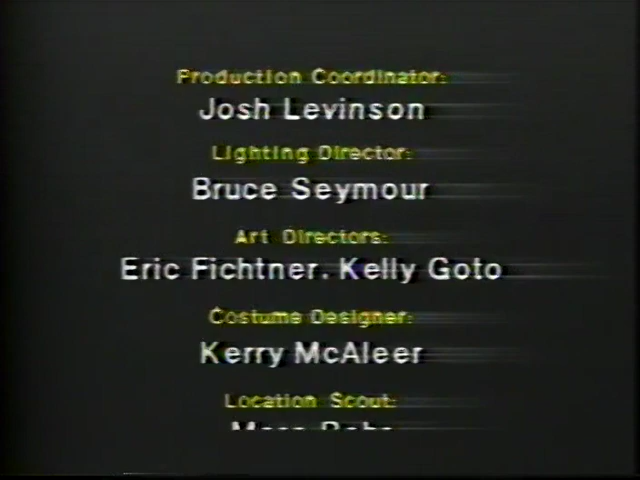 Production Coordinator:
Josh Levinson
Lighting Director:
Bruce Seymour
Art Directors:
Eric Fichtner. Kelly Goto
Costume Designer:
Kerry McAleer
Location Scout: